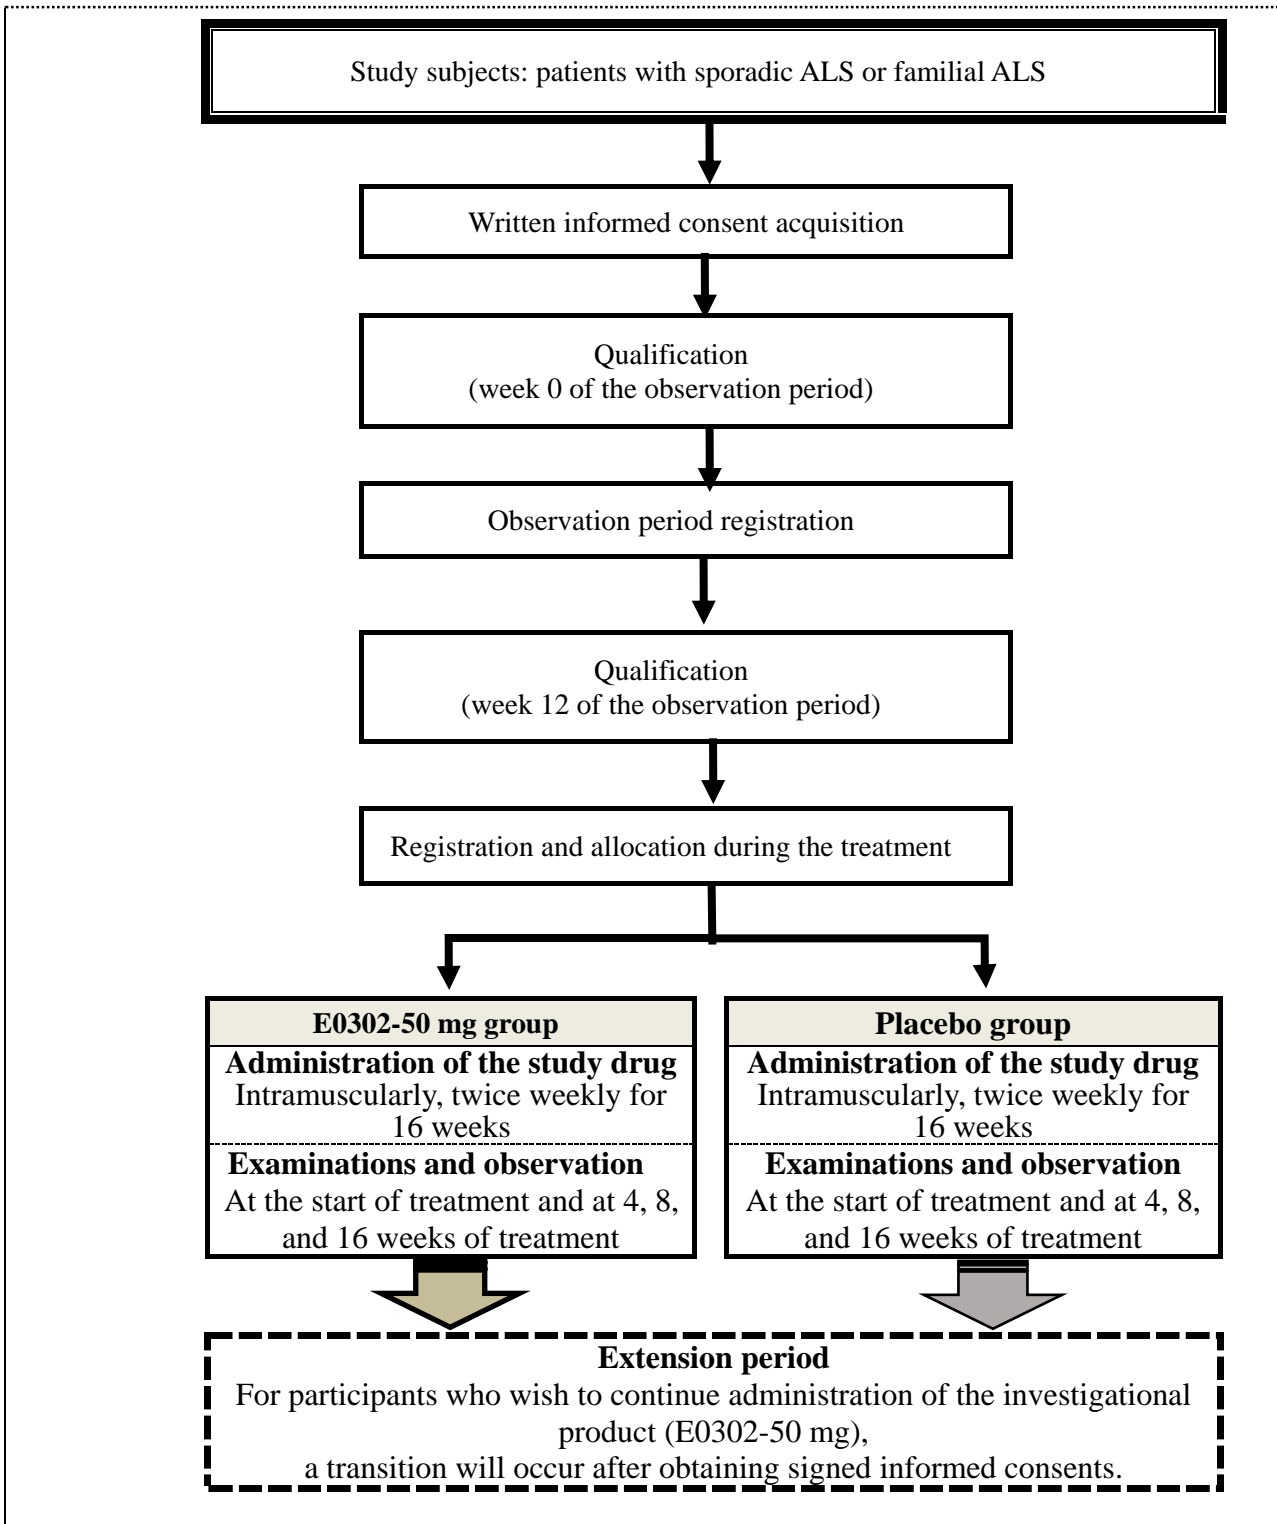 Study subjects: patients with sporadic ALS or familial ALS
Written informed consent acquisition
Qualification
(week 0 of the observation period)
Observation period registration
Qualification
(week 12 of the observation period)
Registration and allocation during the treatment
E0302-50 mg group
Administration of the study drug
Intramuscularly, twice weekly for
16 weeks
Examinations and observation
At the start of treatment and at 4, 8,
and 16 weeks of treatment
Placebo group
Administration of the study drug
Intramuscularly, twice weekly for
16 weeks
Examinations and observation
At the start of treatment and at 4, 8,
and 16 weeks of treatment
Extension period
For participants who wish to continue administration of the investigational
product (E0302-50 mg),
a transition will occur after obtaining signed informed consents.